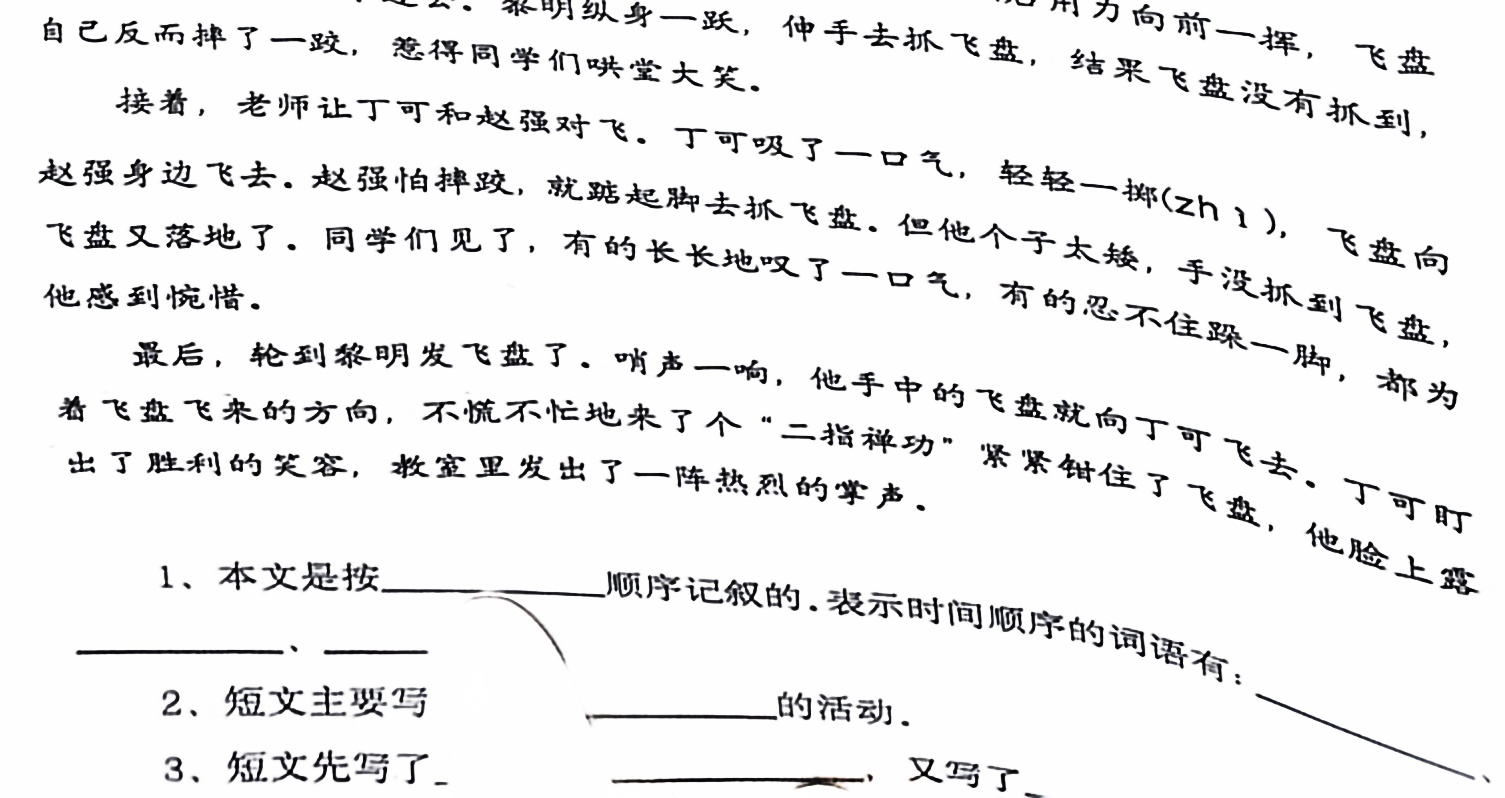 黎明纵身一跃，伸手去抓飞盘，结果飞盘没有抓到，
用力向前一挥，飞盘
自己反而摔了一跤，惹得同学们哄堂大笑。
接着，老师让丁可和赵强对飞。丁可吸了一口气，轻轻一掷(zhì)，飞盘向
赵强身边飞去。赵强怕摔跤，就踮起脚去抓飞盘。但他个子太矮，手没抓到飞盘，
飞盘又落地了。同学们见了，有的长长地叹了一口气，有的忍不住跺一脚，都为
他感到惋惜。
最后，轮到黎明发飞盘了。哨声一响，他手中的飞盘就向丁可飞去。丁可盯
着飞盘飞来的方向，不慌不忙地来了个“二指禅功”紧紧钳住了飞盘，他脸上露
出了胜利的笑容，教室里发出了一阵热烈的掌声。
1、本文是按__________顺序记叙的.表示时间顺序的词语有：__________、
__________、_____
2、短文主要写__________的活动.
3、短文先写了__________，又写了_